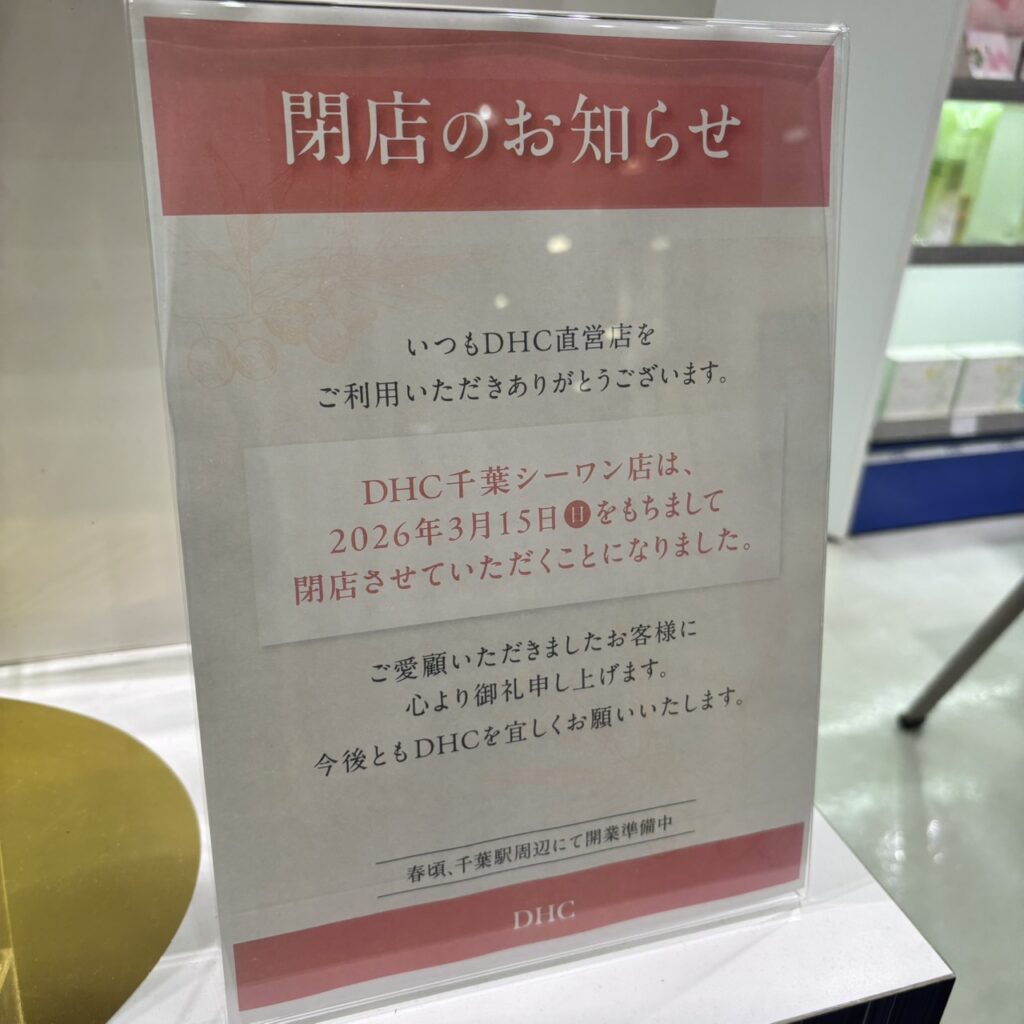 閉店のお知らせ
いつもDHC直営店を
ご利用いただきありがとうございます。
DHC千葉シーワン店は、
2026年3月15日日をもちまして
閉店させていただくことになりました。
ご愛顧いただきましたお客様に
心より御礼申し上げます。
今後ともDHCを宜しくお願いいたします。
春頃、千葉駅周辺にて開業準備中
DHC